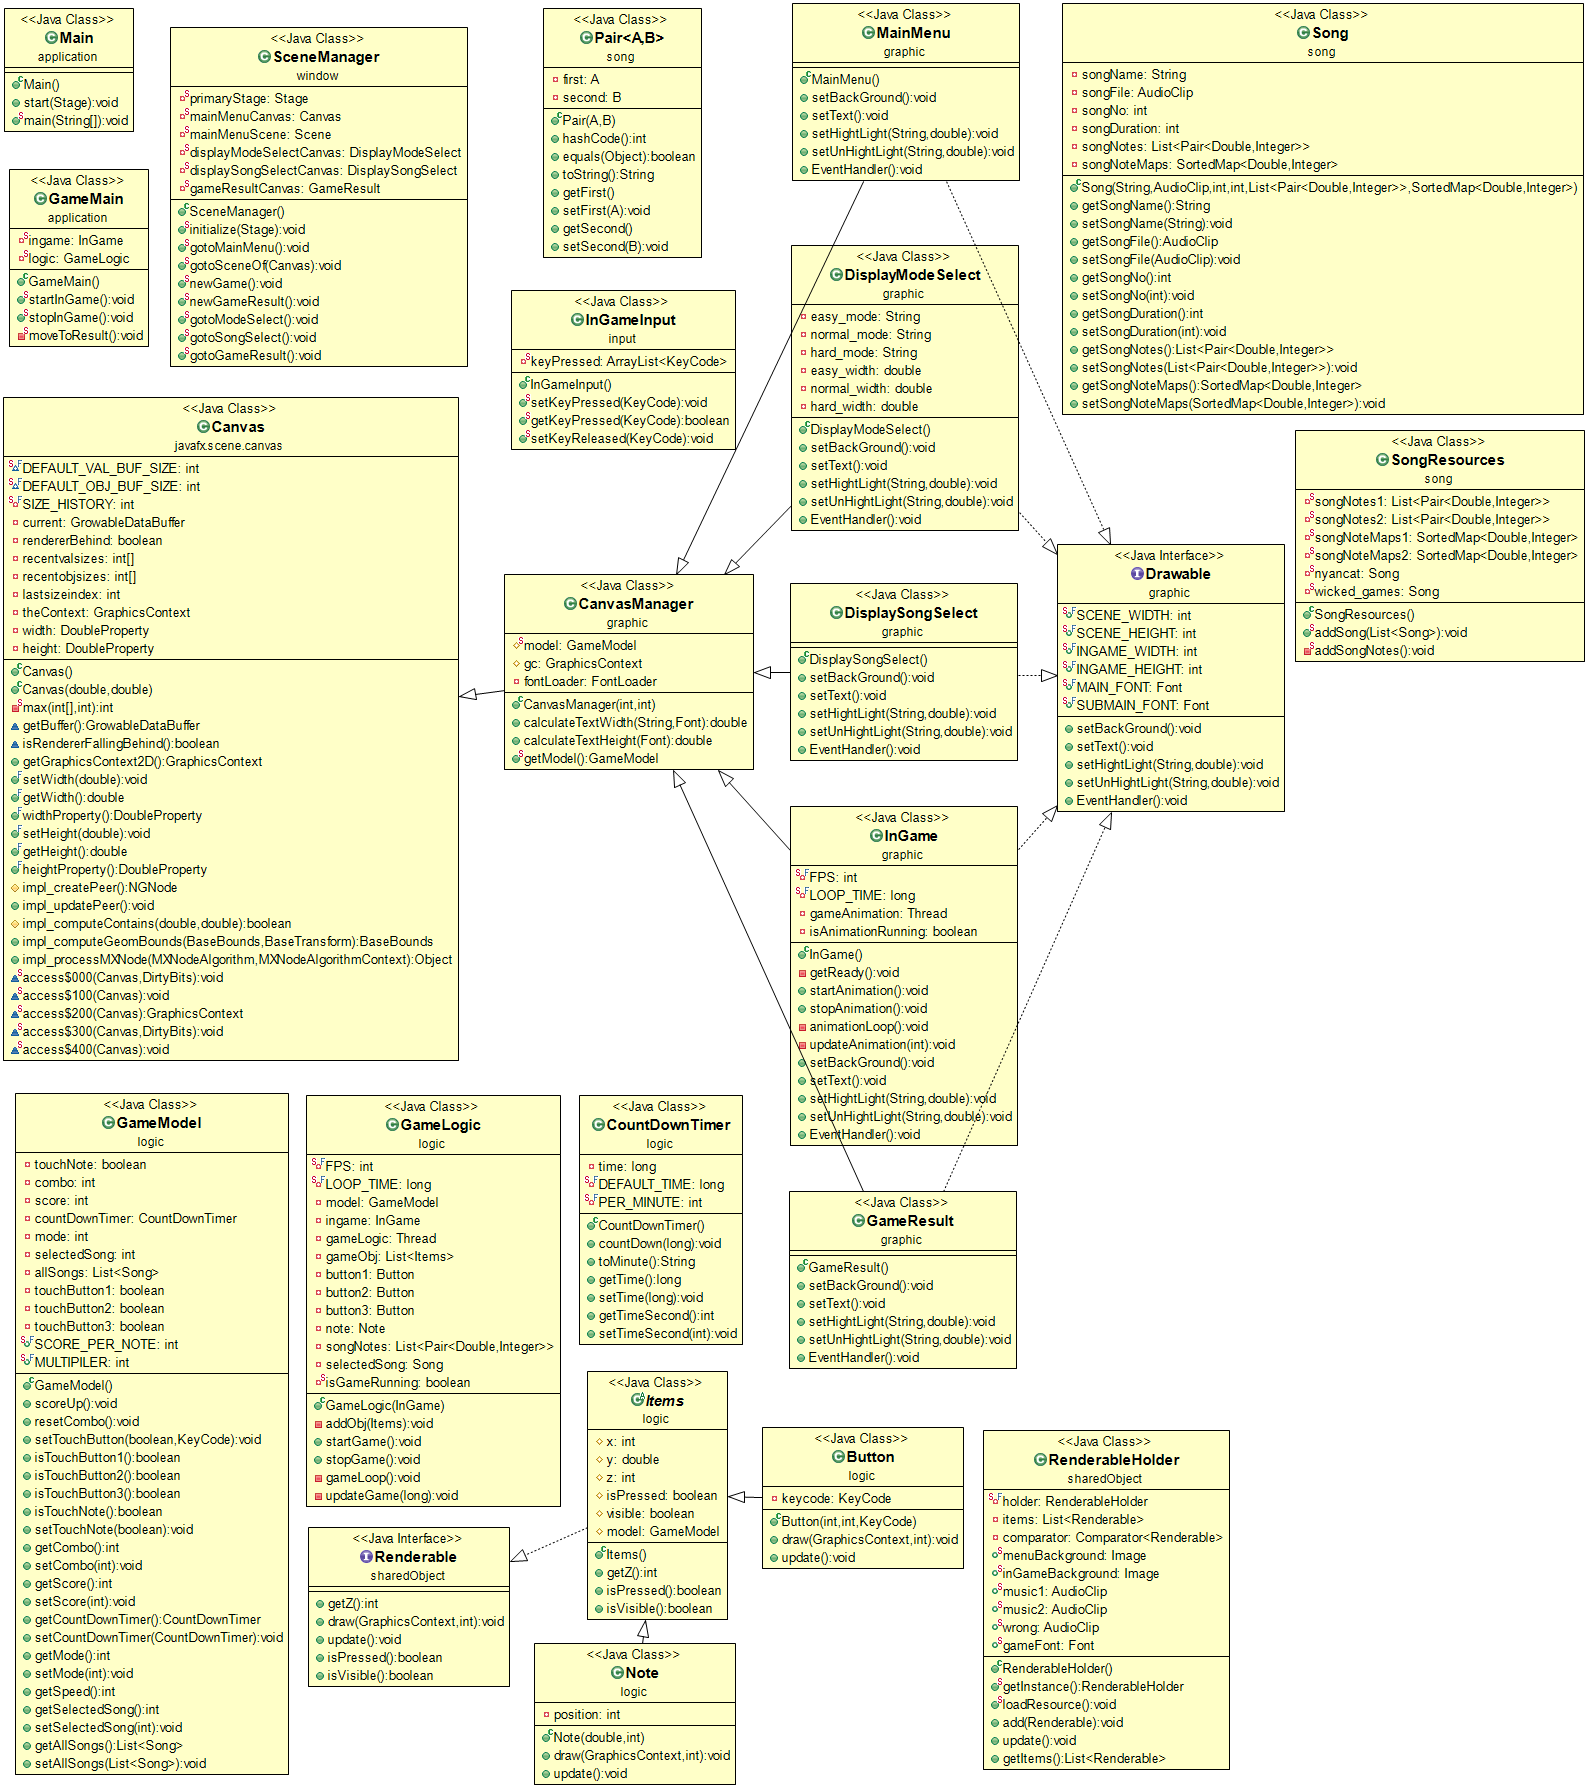 <<Java Class>>
Main
application
Main()
start(Stage):void
main(String[]):void
<<Java Class>>
SceneManager
window
primaryStage: Stage
mainMenuCanvas: Canvas
mainMenuScene: Scene
displayModeSelectCanvas: DisplayModeSelect
displaySongSelectCanvas: DisplaySongSelect
gameResultCanvas: GameResult
SceneManager()
initialize(Stage):void
gotoMainMenu():void
gotoSceneOf(Canvas):void
newGame():void
newGameResult():void
gotoModeSelect():void
gotoSongSelect():void
gotoGameResult():void
<<Java Class>>
Pair<A,B>
song
first: A
second: B
Pair(A,B)
hashCode():int
equals(Object):boolean
toString():String
getFirst()
setFirst(A):void
getSecond()
setSecond(B):void
<<Java Class>>
MainMenu
graphic
MainMenu()
setBackGround():void
setText():void
setHightLight(String,double):void
setUnHightLight(String,double):void
EventHandler():void
<<Java Class>>
Song
song
songName: String
songFile: AudioClip
songNo: int
songDuration: int
songNotes: List<Pair<Double,Integer>>
songNoteMaps: SortedMap<Double,Integer>
Song(String,AudioClip,int,int,List<Pair<Double,Integer>>,SortedMap<Double,Integer>)
getSongName():String
setSongName(String):void
getSongFile():AudioClip
setSongFile(AudioClip):void
getSongNo():int
setSongNo(int):void
getSongDuration():int
setSongDuration(int):void
getSongNotes():List<Pair<Double,Integer>>
setSongNotes(List<Pair<Double,Integer>>):void
getSongNoteMaps():SortedMap<Double,Integer>
setSongNoteMaps(SortedMap<Double,Integer>):void
<<Java Class>>
GameMain
application
ingame: InGame
logic: GameLogic
GameMain()
startInGame():void
stopInGame():void
moveToResult():void
<<Java Class>>
InGameInput
input
keyPressed: ArrayList<KeyCode>
InGameInput()
setKeyPressed(KeyCode):void
getKeyPressed(KeyCode):boolean
setKeyReleased(KeyCode):void
<<Java Class>>
DisplayModeSelect
graphic
easy_mode: String
normal_mode: String
hard_mode: String
easy_width: double
normal_width: double
hard_width: double
DisplayModeSelect()
setBackGround():void
setText():void
setHightLight(String,double):void
setUnHightLight(String,double):void
EventHandler():void
<<Java Class>>
Canvas
javafx.scene.canvas
DEFAULT_VAL_BUF_SIZE: int
DEFAULT_OBJ_BUF_SIZE: int
SIZE_HISTORY: int
current: GrowableDataBuffer
rendererBehind: boolean
recentvalsizes: int[]
recentobjsizes: int[]
lastsizeindex: int
theContext: GraphicsContext
width: DoubleProperty
height: DoubleProperty
Canvas()
Canvas(double,double)
max(int[],int):int
getBuffer():GrowableDataBuffer
isRendererFallingBehind():boolean
getGraphicsContext2D():GraphicsContext
setWidth(double):void
getWidth():double
widthProperty():DoubleProperty
setHeight(double):void
getHeight():double
heightProperty():DoubleProperty
impl_createPeer():NGNode
impl_updatePeer():void
impl_computeContains(double,double):boolean
impl_computeGeomBounds(BaseBounds,BaseTransform):BaseBounds
impl_processMXNode(MXNodeAlgorithm,MXNodeAlgorithmContext):Object
access$000(Canvas,DirtyBits):void
access$100(Canvas):void
access$200(Canvas):GraphicsContext
access$300(Canvas,DirtyBits):void
access$400(Canvas):void
<<Java Class>>
SongResources
song
songNotes1: List<Pair<Double,Integer>>
songNotes2: List<Pair<Double,Integer>>
songNoteMaps1: SortedMap<Double,Integer>
songNoteMaps2: SortedMap<Double,Integer>
nyancat: Song
wicked_games: Song
SongResources()
addSong(List<Song>):void
addSongNotes():void
<<Java Class>>
CanvasManager
graphic
model: GameModel
gc: GraphicsContext
fontLoader: FontLoader
CanvasManager(int,int)
calculateTextWidth(String,Font):double
calculateTextHeight(Font):double
getModel():GameModel
<<Java Class>>
DisplaySongSelect
graphic
DisplaySongSelect()
setBackGround():void
setText():void
setHightLight(String,double):void
setUnHightLight(String,double):void
EventHandler():void
<<Java Interface>>
Drawable
graphic
SCENE_WIDTH: int
SCENE_HEIGHT: int
INGAME_WIDTH: int
INGAME_HEIGHT: int
MAIN_FONT: Font
SUBMAIN_FONT: Font
setBackGround():void
setText():void
setHightLight(String,double):void
setUnHightLight(String,double):void
EventHandler():void
<<Java Class>>
InGame
graphic
FPS: int
LOOP_TIME: long
gameAnimation: Thread
isAnimationRunning: boolean
InGame()
getReady():void
startAnimation():void
stopAnimation():void
animationLoop():void
updateAnimation(int):void
setBackGround():void
setText():void
setHightLight(String,double):void
setUnHightLight(String,double):void
EventHandler():void
<<Java Class>>
GameModel
logic
touchNote: boolean
combo: int
score: int
countDownTimer: CountDownTimer
mode: int
selectedSong: int
allSongs: List<Song>
touchButton1: boolean
touchButton2: boolean
touchButton3: boolean
SCORE_PER_NOTE: int
MULTIPILER: int
GameModel()
scoreUp():void
resetCombo():void
setTouchButton(boolean,KeyCode):void
isTouchButton1():boolean
isTouchButton2():boolean
isTouchButton3():boolean
isTouchNote():boolean
setTouchNote(boolean):void
getCombo():int
setCombo(int):void
getScore():int
setScore(int):void
getCountDownTimer():CountDownTimer
setCountDownTimer(CountDownTimer):void
getMode():int
setMode(int):void
getSpeed():int
getSelectedSong():int
setSelectedSong(int):void
getAllSongs():List<Song>
setAllSongs(List<Song>):void
<<Java Class>>
GameLogic
logic
FPS: int
LOOP_TIME: long
model: GameModel
ingame: InGame
gameLogic: Thread
gameObj: List<Items>
button1: Button
button2: Button
button3: Button
note: Note
songNotes: List<Pair<Double,Integer>>
selectedSong: Song
isGameRunning: boolean
GameLogic(InGame)
addObj(Items):void
startGame():void
stopGame():void
gameLoop():void
updateGame(long):void
<<Java Class>>
CountDownTimer
logic
time: long
DEFAULT_TIME: long
PER_MINUTE: int
CountDownTimer()
countDown(long):void
toMinute():String
getTime():long
setTime(long):void
getTimeSecond():int
setTimeSecond(int):void
<<Java Class>>
GameResult
graphic
GameResult()
setBackGround():void
setText():void
setHightLight(String,double):void
setUnHightLight(String,double):void
EventHandler():void
<<Java Class>>
Items
logic
x: int
y: double
z: int
isPressed: boolean
visible: boolean
model: GameModel
Items()
getZ():int
isPressed():boolean
isVisible():boolean
<<Java Class>>
Button
logic
keycode: KeyCode
Button(int,int,KeyCode)
draw(GraphicsContext,int):void
update():void
<<Java Class>>
RenderableHolder
sharedObject
holder: RenderableHolder
items: List<Renderable>
comparator: Comparator<Renderable>
menuBackground: Image
inGameBackground: Image
music1: AudioClip
music2: AudioClip
wrong: AudioClip
gameFont: Font
RenderableHolder()
getInstance():RenderableHolder
loadResource():void
add(Renderable):void
update():void
getItems():List<Renderable>
<<Java Interface>>
Renderable
sharedObject
getZ():int
draw(GraphicsContext,int):void
update():void
isPressed():boolean
isVisible():boolean
<<Java Class>>
Note
logic
position: int
Note(double,int)
draw(GraphicsContext,int):void
update():void